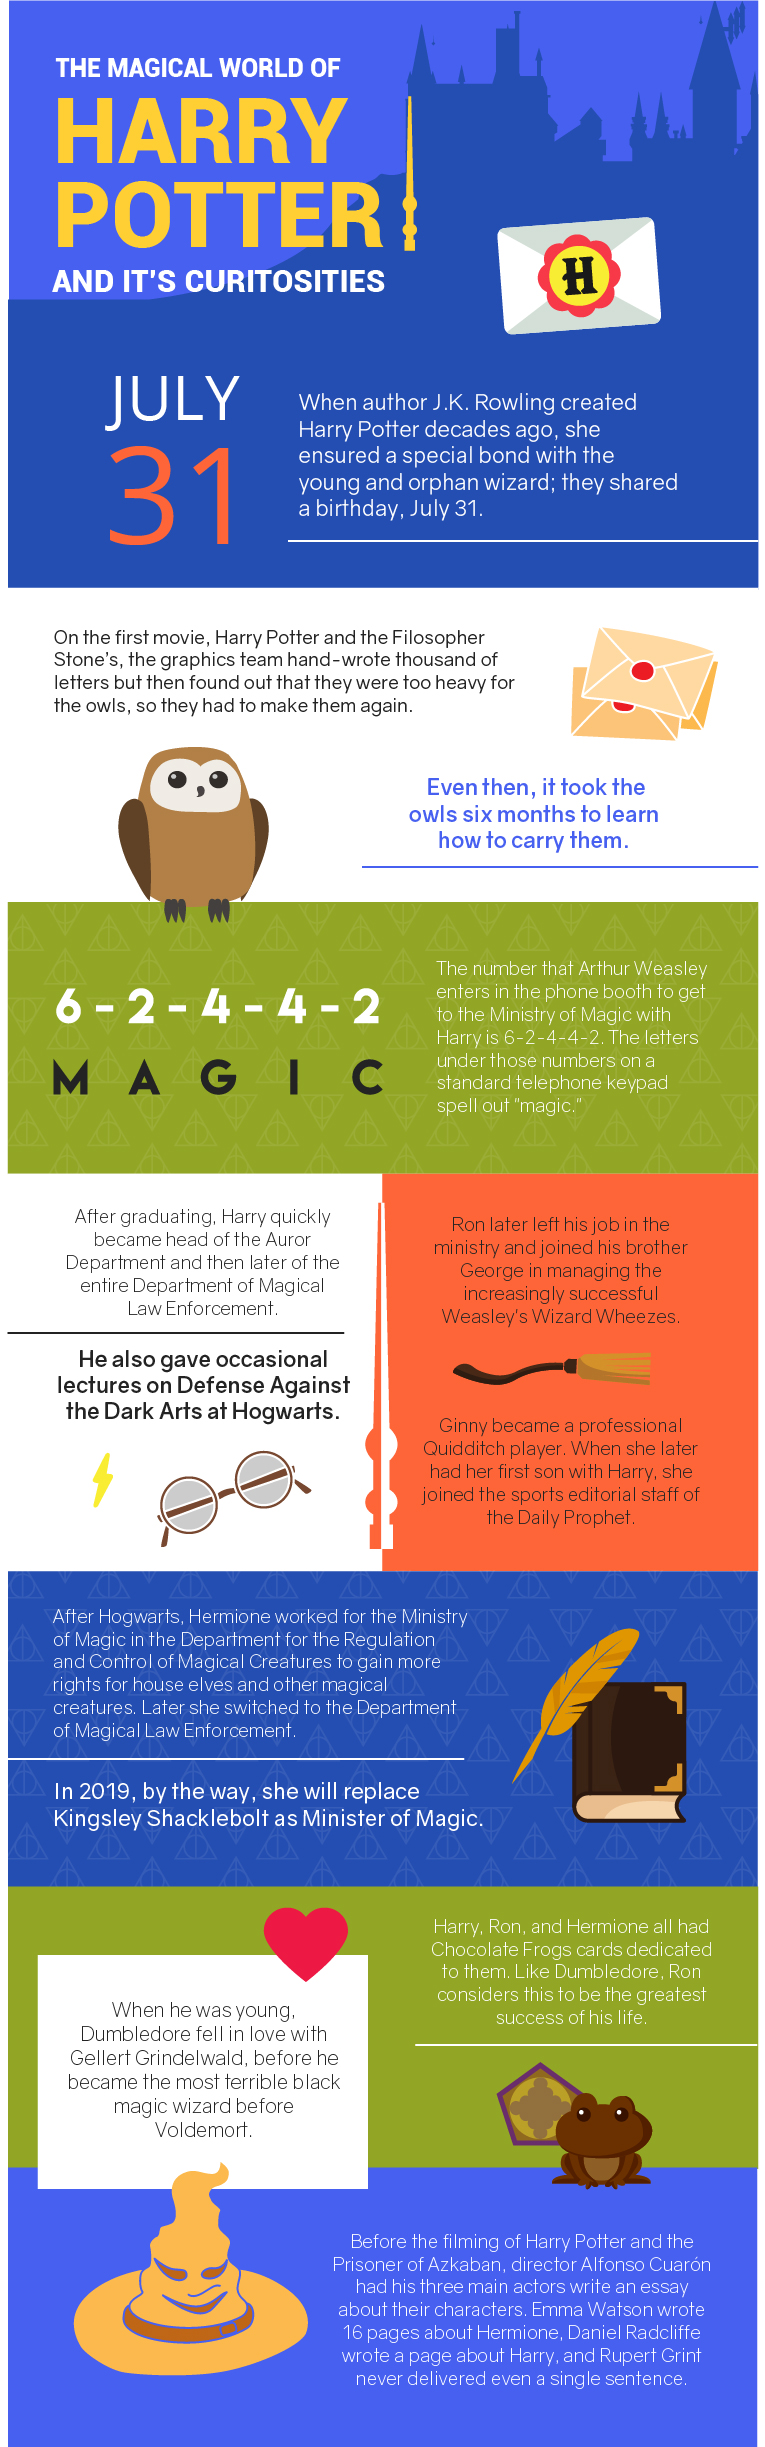 THE MAGICAL WORLD OF
HARRY
POTTER
AND IT'S CURITOSITIES
H
JULY
31
When author J.K. Rowling created
Harry Potter decades ago, she
ensured a special bond with the
young and orphan wizard; they shared
a birthday, July 31.
On the first movie, Harry Potter and the Filosopher
Stone's, the graphics team hand-wrote thousand of
letters but then found out that they were too heavy for
the owls, so they had to make them again.
Even then, it took the
owls six months to learn
how to carry them.
6 - 2 - 4 - 4 - 2
M A G I C
The number that Arthur Weasley
enters in the phone booth to get
to the Ministry of Magic with
Harry is 6-2-4-4-2. The letters
under those numbers on a
standard telephone keypad
spell out "magic."
After graduating, Harry quickly
became head of the Auror
Department and then later of the
entire Department of Magical
Law Enforcement.
He also gave occasional
lectures on Defense Against
the Dark Arts at Hogwarts.
Ron later left his job in the
ministry and joined his brother
George in managing the
increasingly successful
Weasley's Wizard Wheezes.
Ginny became a professional
Quidditch player. When she later
had her first son with Harry, she
joined the sports editorial staff of
the Daily Prophet.
After Hogwarts, Hermione worked for the Ministry
of Magic in the Department for the Regulation
and Control of Magical Creatures to gain more
rights for house elves and other magical
creatures. Later she switched to the Department
of Magical Law Enforcement.
In 2019, by the way, she will replace
Kingsley Shacklebolt as Minister of Magic.
When he was young,
Dumbledore fell in love with
Gellert Grindelwald, before he
became the most terrible black
magic wizard before
Voldemort.
Harry, Ron, and Hermione all had
Chocolate Frogs cards dedicated
to them. Like Dumbledore, Ron
considers this to be the greatest
success of his life.
Before the filming of Harry Potter and the
Prisoner of Azkaban, director Alfonso Cuarón
had his three main actors write an essay
about their characters. Emma Watson wrote
16 pages about Hermione, Daniel Radcliffe
wrote a page about Harry, and Rupert Grint
never delivered even a single sentence.